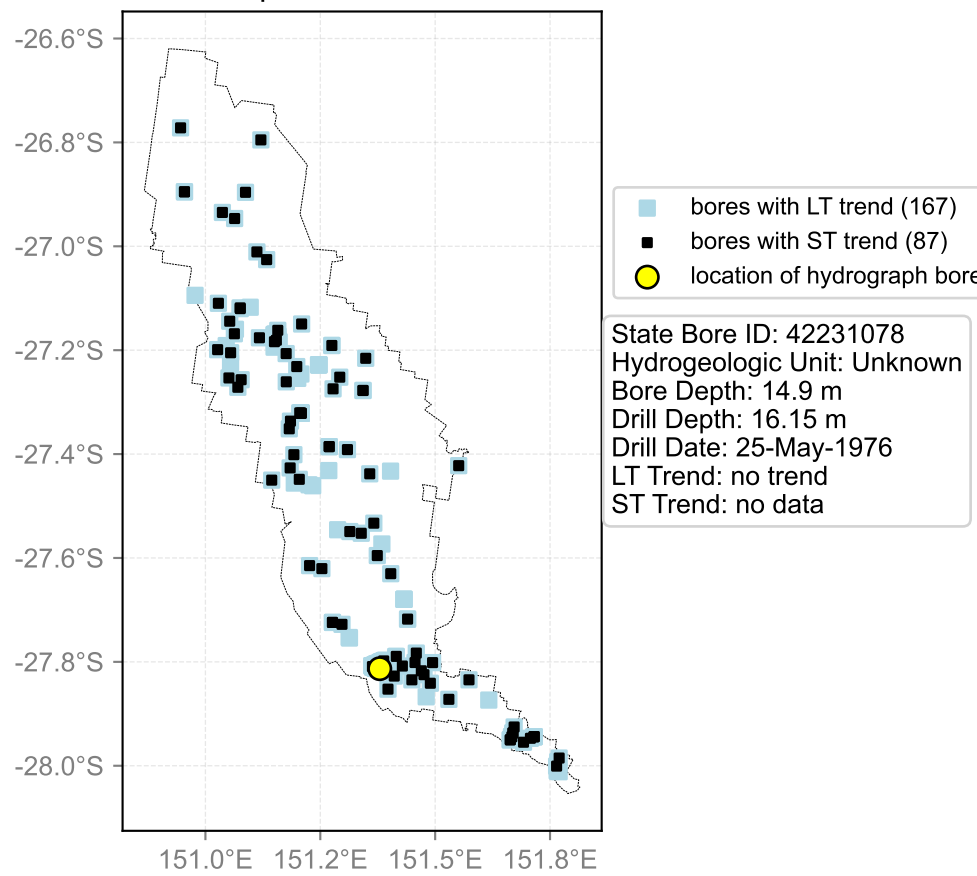 -26.6°S
-26.8°S
-27.0°S
-27.2°S
-27.4°S
-27.6°S
-27.8°S
-28.0°S
151.0°E
151.2°E
151.5°E
151.8°E
bores with LT trend (167)
bores with ST trend (87)
location of hydrograph bore
State Bore ID: 42231078
Hydrogeologic Unit: Unknown
Bore Depth: 14.9 m
Drill Depth: 16.15 m
Drill Date: 25-May-1976
LT Trend: no trend
ST Trend: no data